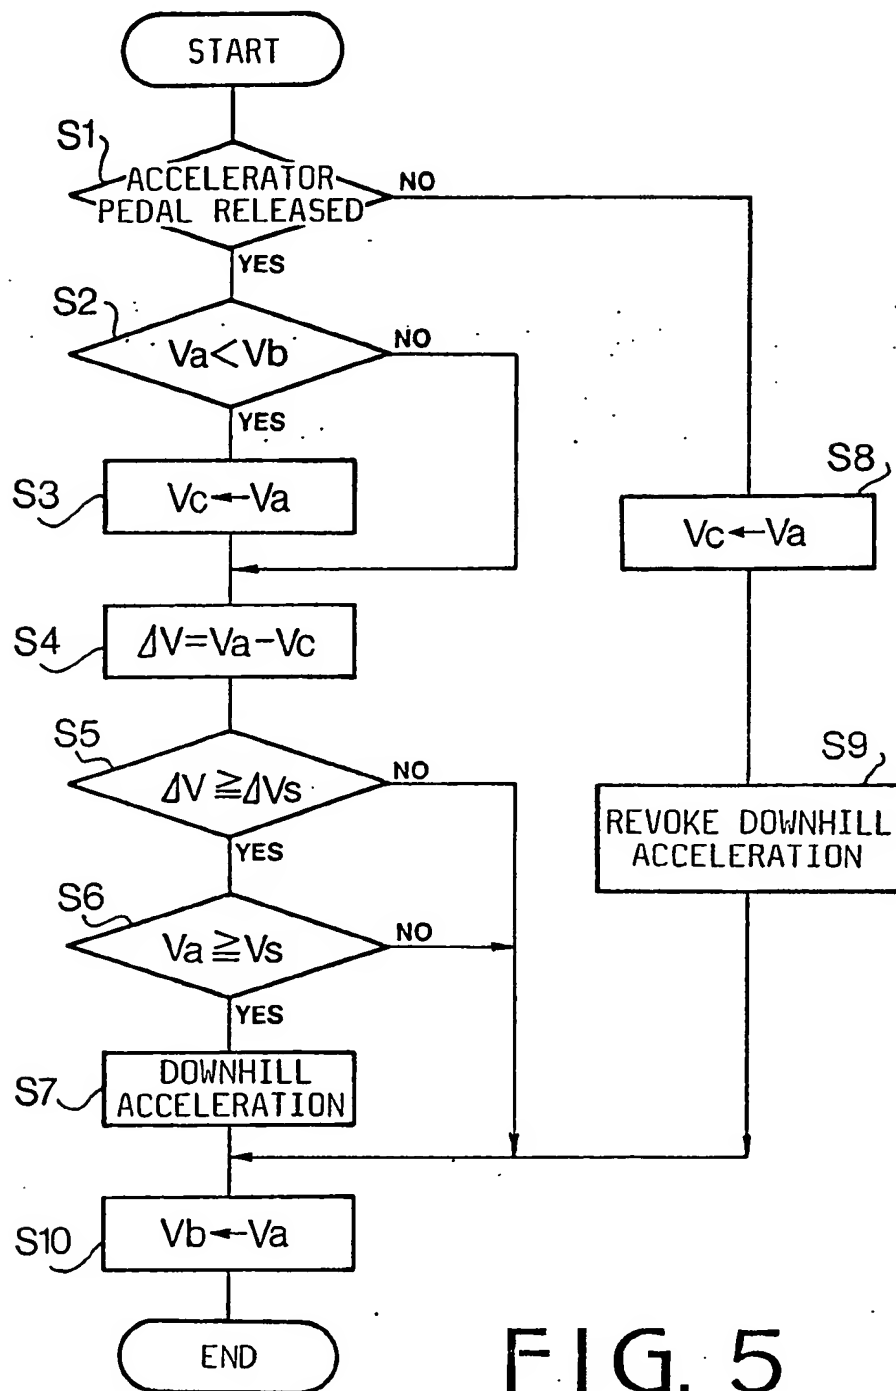 START
S1
ACCELERATOR
PEDAL RELEASED
NO
YES
S2
Va<Vb
NO
YES
S3
Vc←Va
S8
Vc←Va
S4
ΔV=Va-Vc
S5
ΔV≧ΔVs
NO
YES
S9
REVOKE DOWNHILL
ACCELERATION
S6
Va≧Vs
NO
YES
S7
DOWNHILL
ACCELERATION
S10
Vb←Va
END
FIG. 5